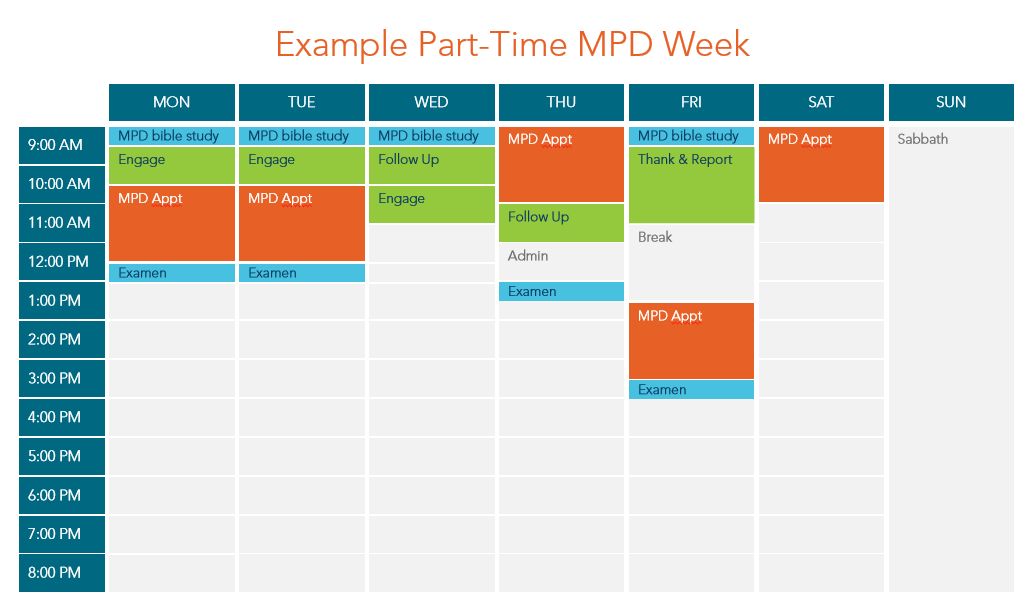 Example Part-Time MPD Week
MON TUE WED THU FRI SAT SUN
9:00 AM MPD bible study MPD bible study MPD bible study MPD Appt MPD bible study MPD Appt Sabbath
Engage Engage Follow Up Thank & Report
10:00 AM MPD Appt MPD Appt Engage
11:00 AM Follow Up
Break
12:00 PM Examen Examen Admin
1:00 PM Examen
MPD Appt
2:00 PM
3:00 PM Examen
4:00 PM
5:00 PM
6:00 PM
7:00 PM
8:00 PM